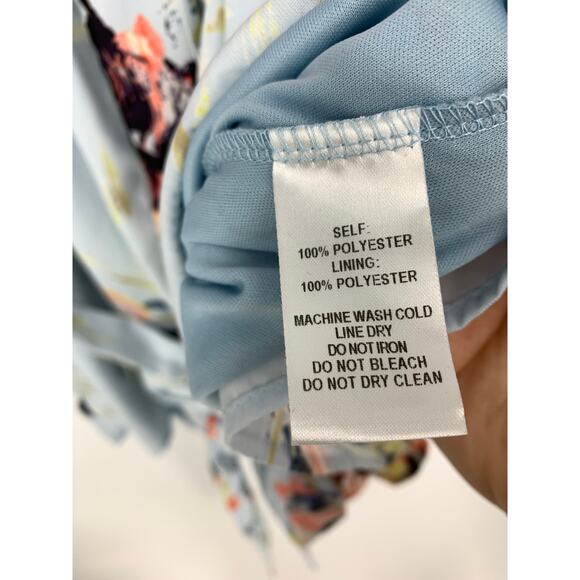 SELF:
100% POLYESTER
LINING:
100% POLYESTER
MACHINE WASH COLD
LINE DRY
DO NOT IRON
DO NOT BLEACH
DO NOT DRY CLEAN